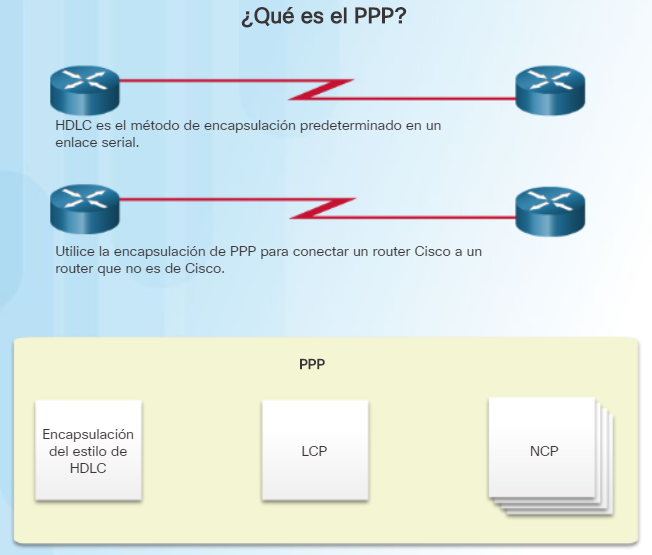 ¿Qué es el PPP?
HDLC es el método de encapsulación predeterminado en un
enlace serial.
Utilice la encapsulación de PPP para conectar un router Cisco a un
router que no es de Cisco.
PPP
Encapsulación
del estilo de
HDLC
LCP
NCP